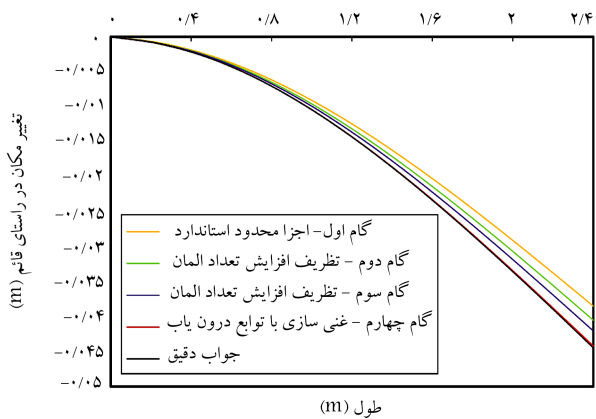 ۰ ۰/۴ ۰/۸ ۱/۲ ۱/۶ ۲ ۲/۴
۰
-۰/۰۰۵
-۰/۰۱
-۰/۰۱۵
-۰/۰۲
-۰/۰۲۵
-۰/۰۳
-۰/۰۳۵
-۰/۰۴
-۰/۰۴۵
-۰/۰۵
تغییر مکان در راستای قائم (m)
گام اول- اجزا محدود استاندارد
گام دوم - تظریف افزایش تعداد المان
گام سوم - تظریف افزایش تعداد المان
گام چهارم - غنی سازی با توابع درون یاب
جواب دقیق
طول (m)